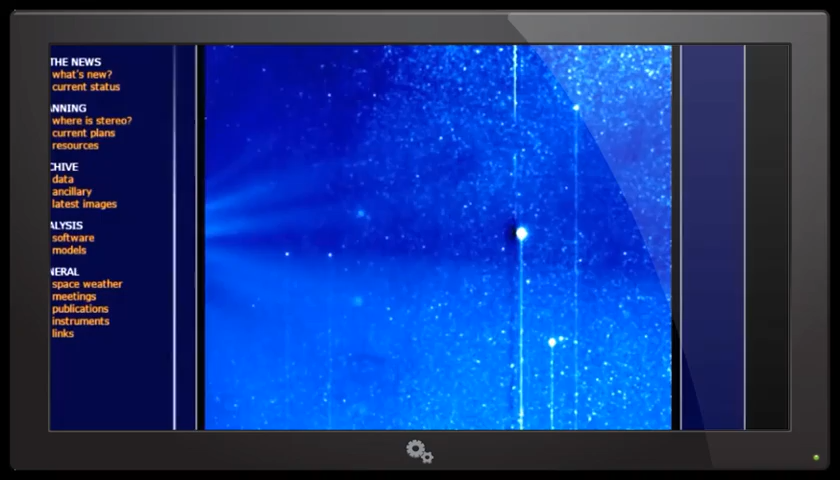 THE NEWS
what's new?
current status
ANNING
where is stereo?
current plans
resources
CHIVE
data
ancillary
latest images
ALYSIS
software
models
NERAL
space weather
meetings
publications
instruments
links